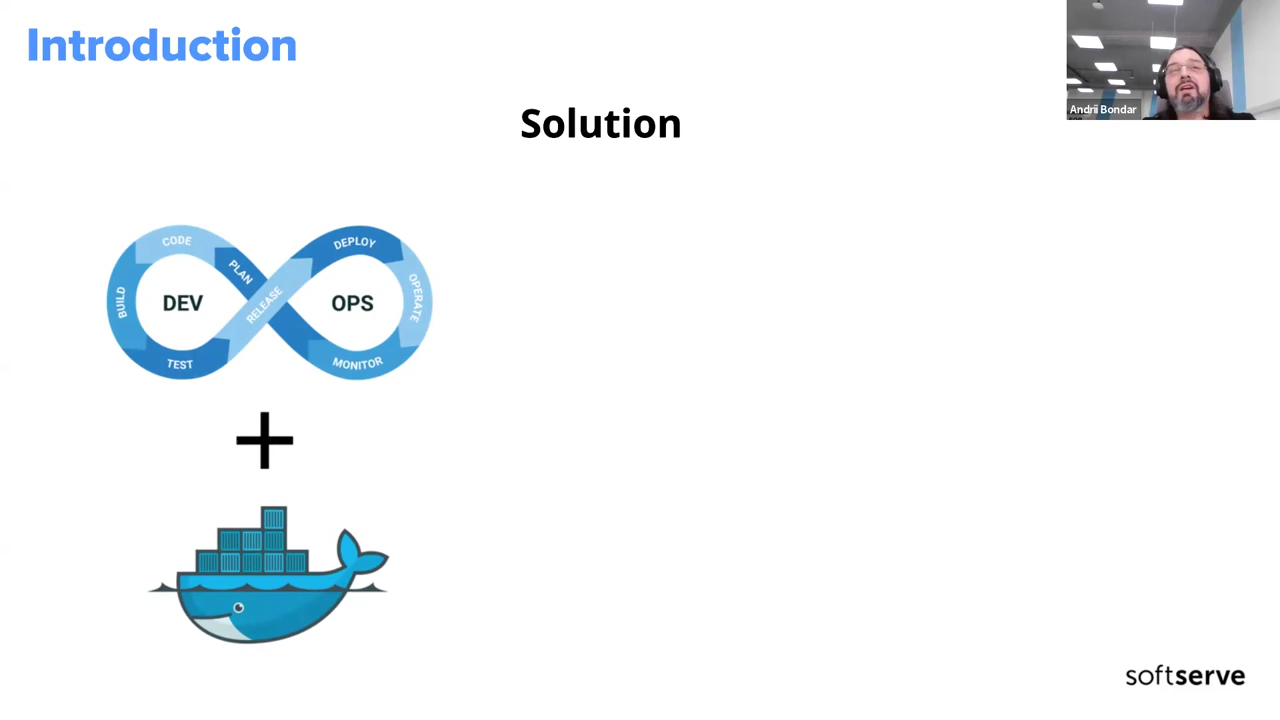 Introduction
Andrii Bondar
Solution
CODE
PLAN
BUILD
DEV
TEST
RELEASE
DEPLOY
OPS
OPERATE
MONITOR
softserve